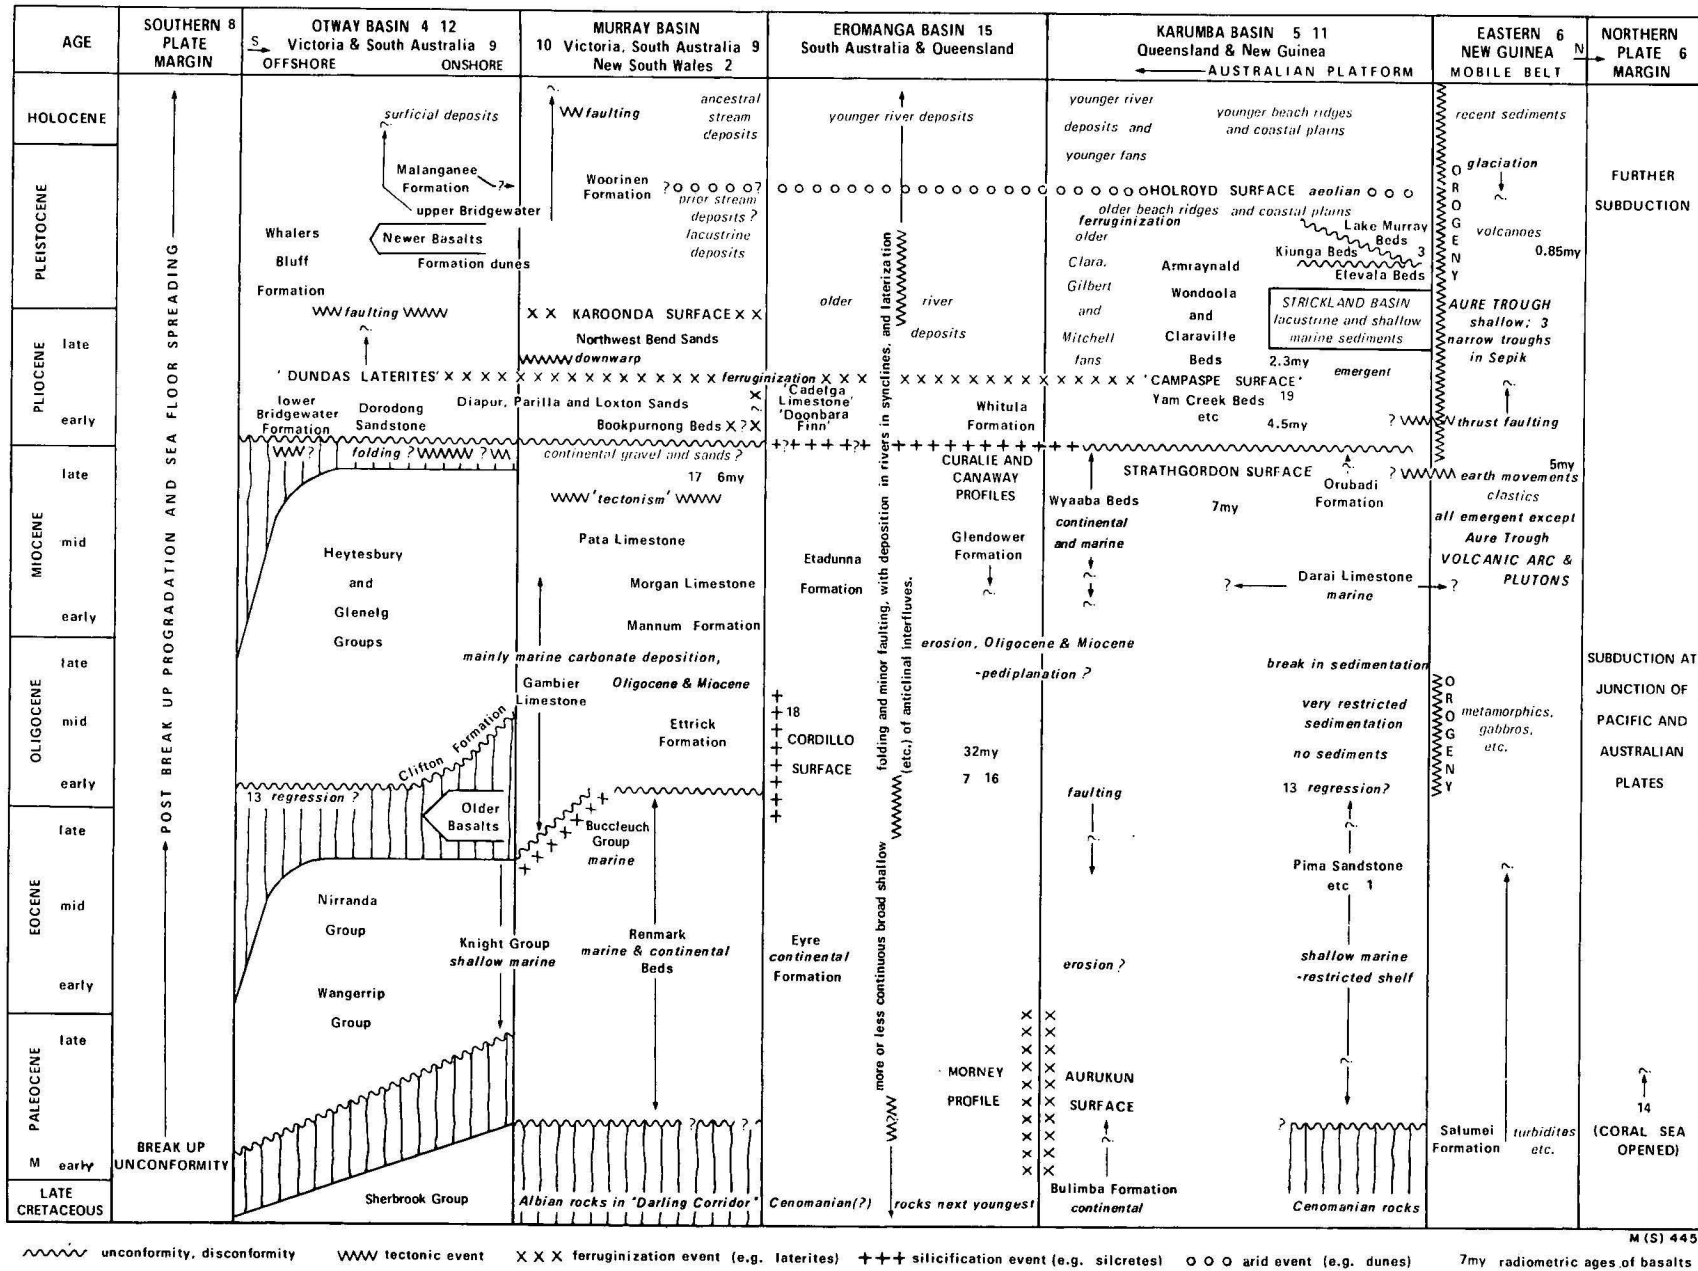 AGE
SOUTHERN 8
PLATE
MARGIN
OTWAY BASIN 4 12
S Victoria & South Australia 9
OFFSHORE ONSHORE
MURRAY BASIN
10 Victoria, South Australia 9
New South Wales 2
EROMANGA BASIN 15
South Australia & Queensland
KARUMBA BASIN 5 11
Queensland & New Guinea
AUSTRALIAN PLATFORM
EASTERN 6
NEW GUINEA N
MOBILE BELT
NORTHERN
PLATE 6
MARGIN
HOLOCENE
PLEISTOCENE
PLIOCENE
late
early
MIOCENE
late
mid
early
OLIGOCENE
late
mid
early
EOCENE
late
mid
early
PALEOCENE
late
M early
LATE
CRETACEOUS
POST BREAK UP PROGRADATION AND SEA FLOOR SPREADING
BREAK UP
UNCONFORMITY
surficial deposits
Malanganee
Formation ?
upper Bridgewater
Newer Basalts
Formation dunes
Whalers
Bluff
Formation
faulting
'DUNDAS LATERITES'
lower
Bridgewater
Formation
Dorodong
Sandstone
? folding ? ?
Heytesbury
and
Glenelg
Groups
Clifton Formation
13 regression ?
Older
Basalts
Nirranda
Group
Knight Group
shallow marine
Wangerrip
Group
Sherbrook Group
faulting
ancestral
stream
deposits
Woorinen
Formation
? ?
prior stream
deposits ?
lacustrine
deposits
X X KAROONDA SURFACE X X
Northwest Bend Sands
downwarp
ferruginization
Diapur, Parilla and Loxton Sands
Bookpurnong Beds X ? X
continental gravel and sands ?
17 6my
'tectonism'
Pata Limestone
Morgan Limestone
Mannum Formation
mainly marine carbonate deposition,
Oligocene & Miocene
Gambier
Limestone
Ettrick
Formation
Buccleuch
Group
marine
Renmark
marine & continental
Beds
? ?
Albian rocks in "Darling Corridor"
younger river deposits
older river
deposits
'Cadelga
Limestone'
'Doonbara
Finn'
Whitula
Formation
? ?
CURALIE AND
CANAWAY
PROFILES
Glendower
Formation
Etadunna
Formation
erosion, Oligocene & Miocene
-pediplanation ?
18
CORDILLO
SURFACE
32my
7 16
Eyre
continental
Formation
MORNEY
PROFILE
Cenomanian(?) rocks next youngest
more or less continuous broad shallow folding and minor faulting, with deposition in rivers in synclines, and laterization
(etc.) of anticlinal interfluves.
younger river
deposits and
younger fans
younger beach ridges
and coastal plains
HOLROYD SURFACE aeolian
older beach ridges and coastal plains
ferruginization
older
Clara,
Gilbert
and
Mitchell
fans
Armraynald
Wondoola
and
Claraville
Beds
Lake Murray
Beds
Kiunga Beds 3
Elevala Beds
STRICKLAND BASIN
lacustrine and shallow
marine sediments
2.3my
emergent
'CAMPASPE SURFACE'
Yam Creek Beds 19
etc
4.5my
STRATHGORDON SURFACE
Wyaaba Beds
continental
and marine
7my
Orubadi
Formation
? Darai Limestone ?
marine
break in sedimentation
very restricted
sedimentation
no sediments
faulting
13 regression?
Pima Sandstone
etc 1
erosion ?
shallow marine
-restricted shelf
AURUKUN
SURFACE
Bulimba Formation
continental
?
Cenomanian rocks
recent sediments
OROGENY
glaciation
volcanoes
0.85my
AURE TROUGH
shallow; 3
narrow troughs
in Sepik
? thrust faulting
5my
? earth movements
clastics
all emergent except
Aure Trough
VOLCANIC ARC &
PLUTONS
OROGENY
metamorphics,
gabbros,
etc.
Salumei
Formation
turbidites
etc.
FURTHER
SUBDUCTION
SUBDUCTION AT
JUNCTION OF
PACIFIC AND
AUSTRALIAN
PLATES
14
(CORAL SEA
OPENED)
M(S) 445
unconformity, disconformity
tectonic event
X X X ferruginization event (e.g. laterites)
+++ silicification event (e.g. silcretes)
O O O arid event (e.g. dunes)
7my radiometric ages of basalts